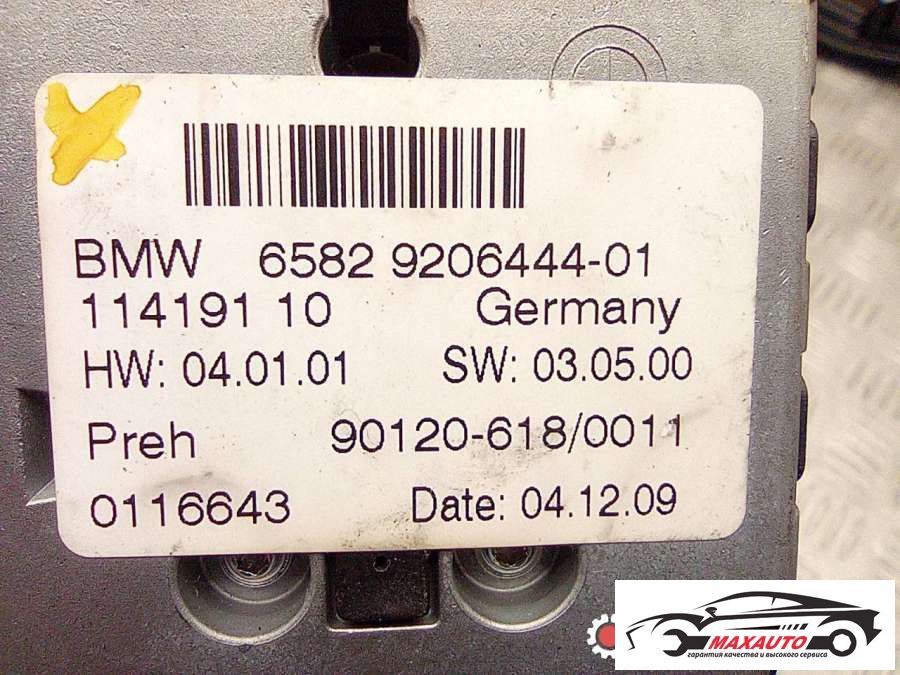 BMW 6582 9206444-01
114191 10 Germany
HW: 04.01.01 SW: 03.05.00
Preh 90120-618/0011
0116643 Date: 04.12.09
MAXAUTO
гарантия качества и высокого сервиса